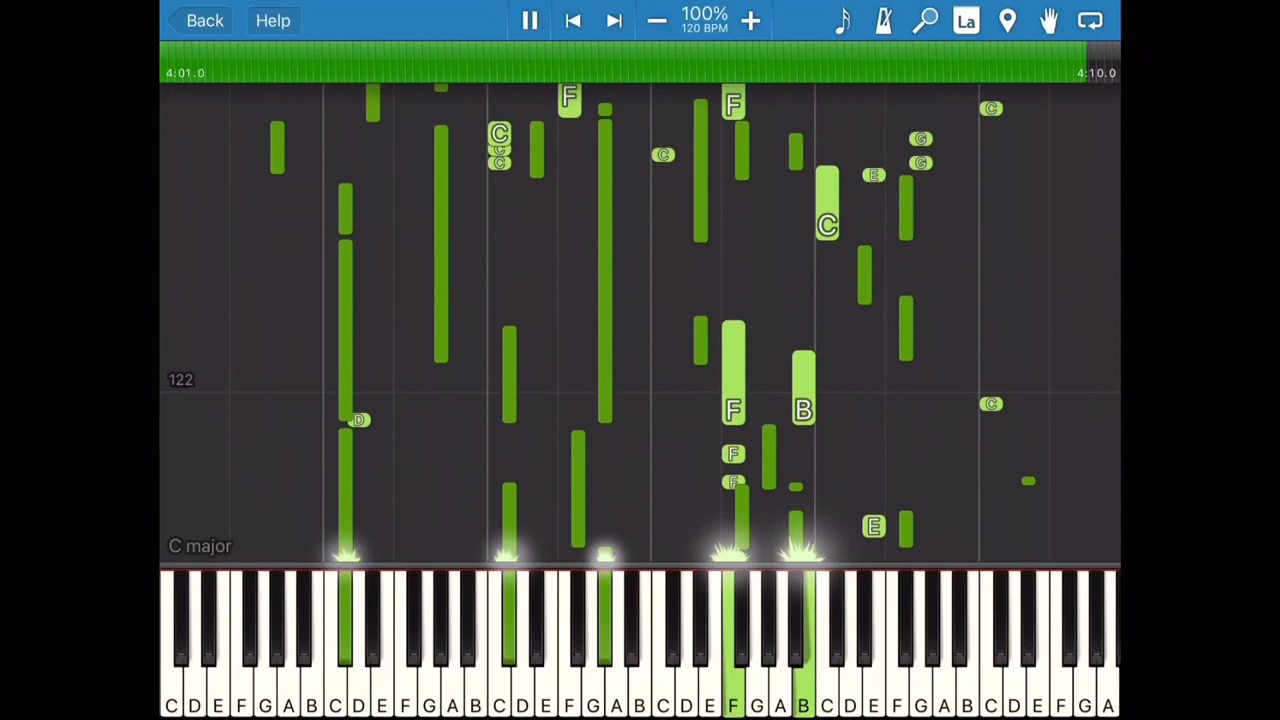 Back Help 100%
120 BPM La
4:01.0 4:10.0
F F
C C
C G
C C G
C E
C
122
F B
D C
F
F
E
C major
C D E F G A B C D E F G A B C D E F G A B C D E F G A B C D E F G A B C D E F G A